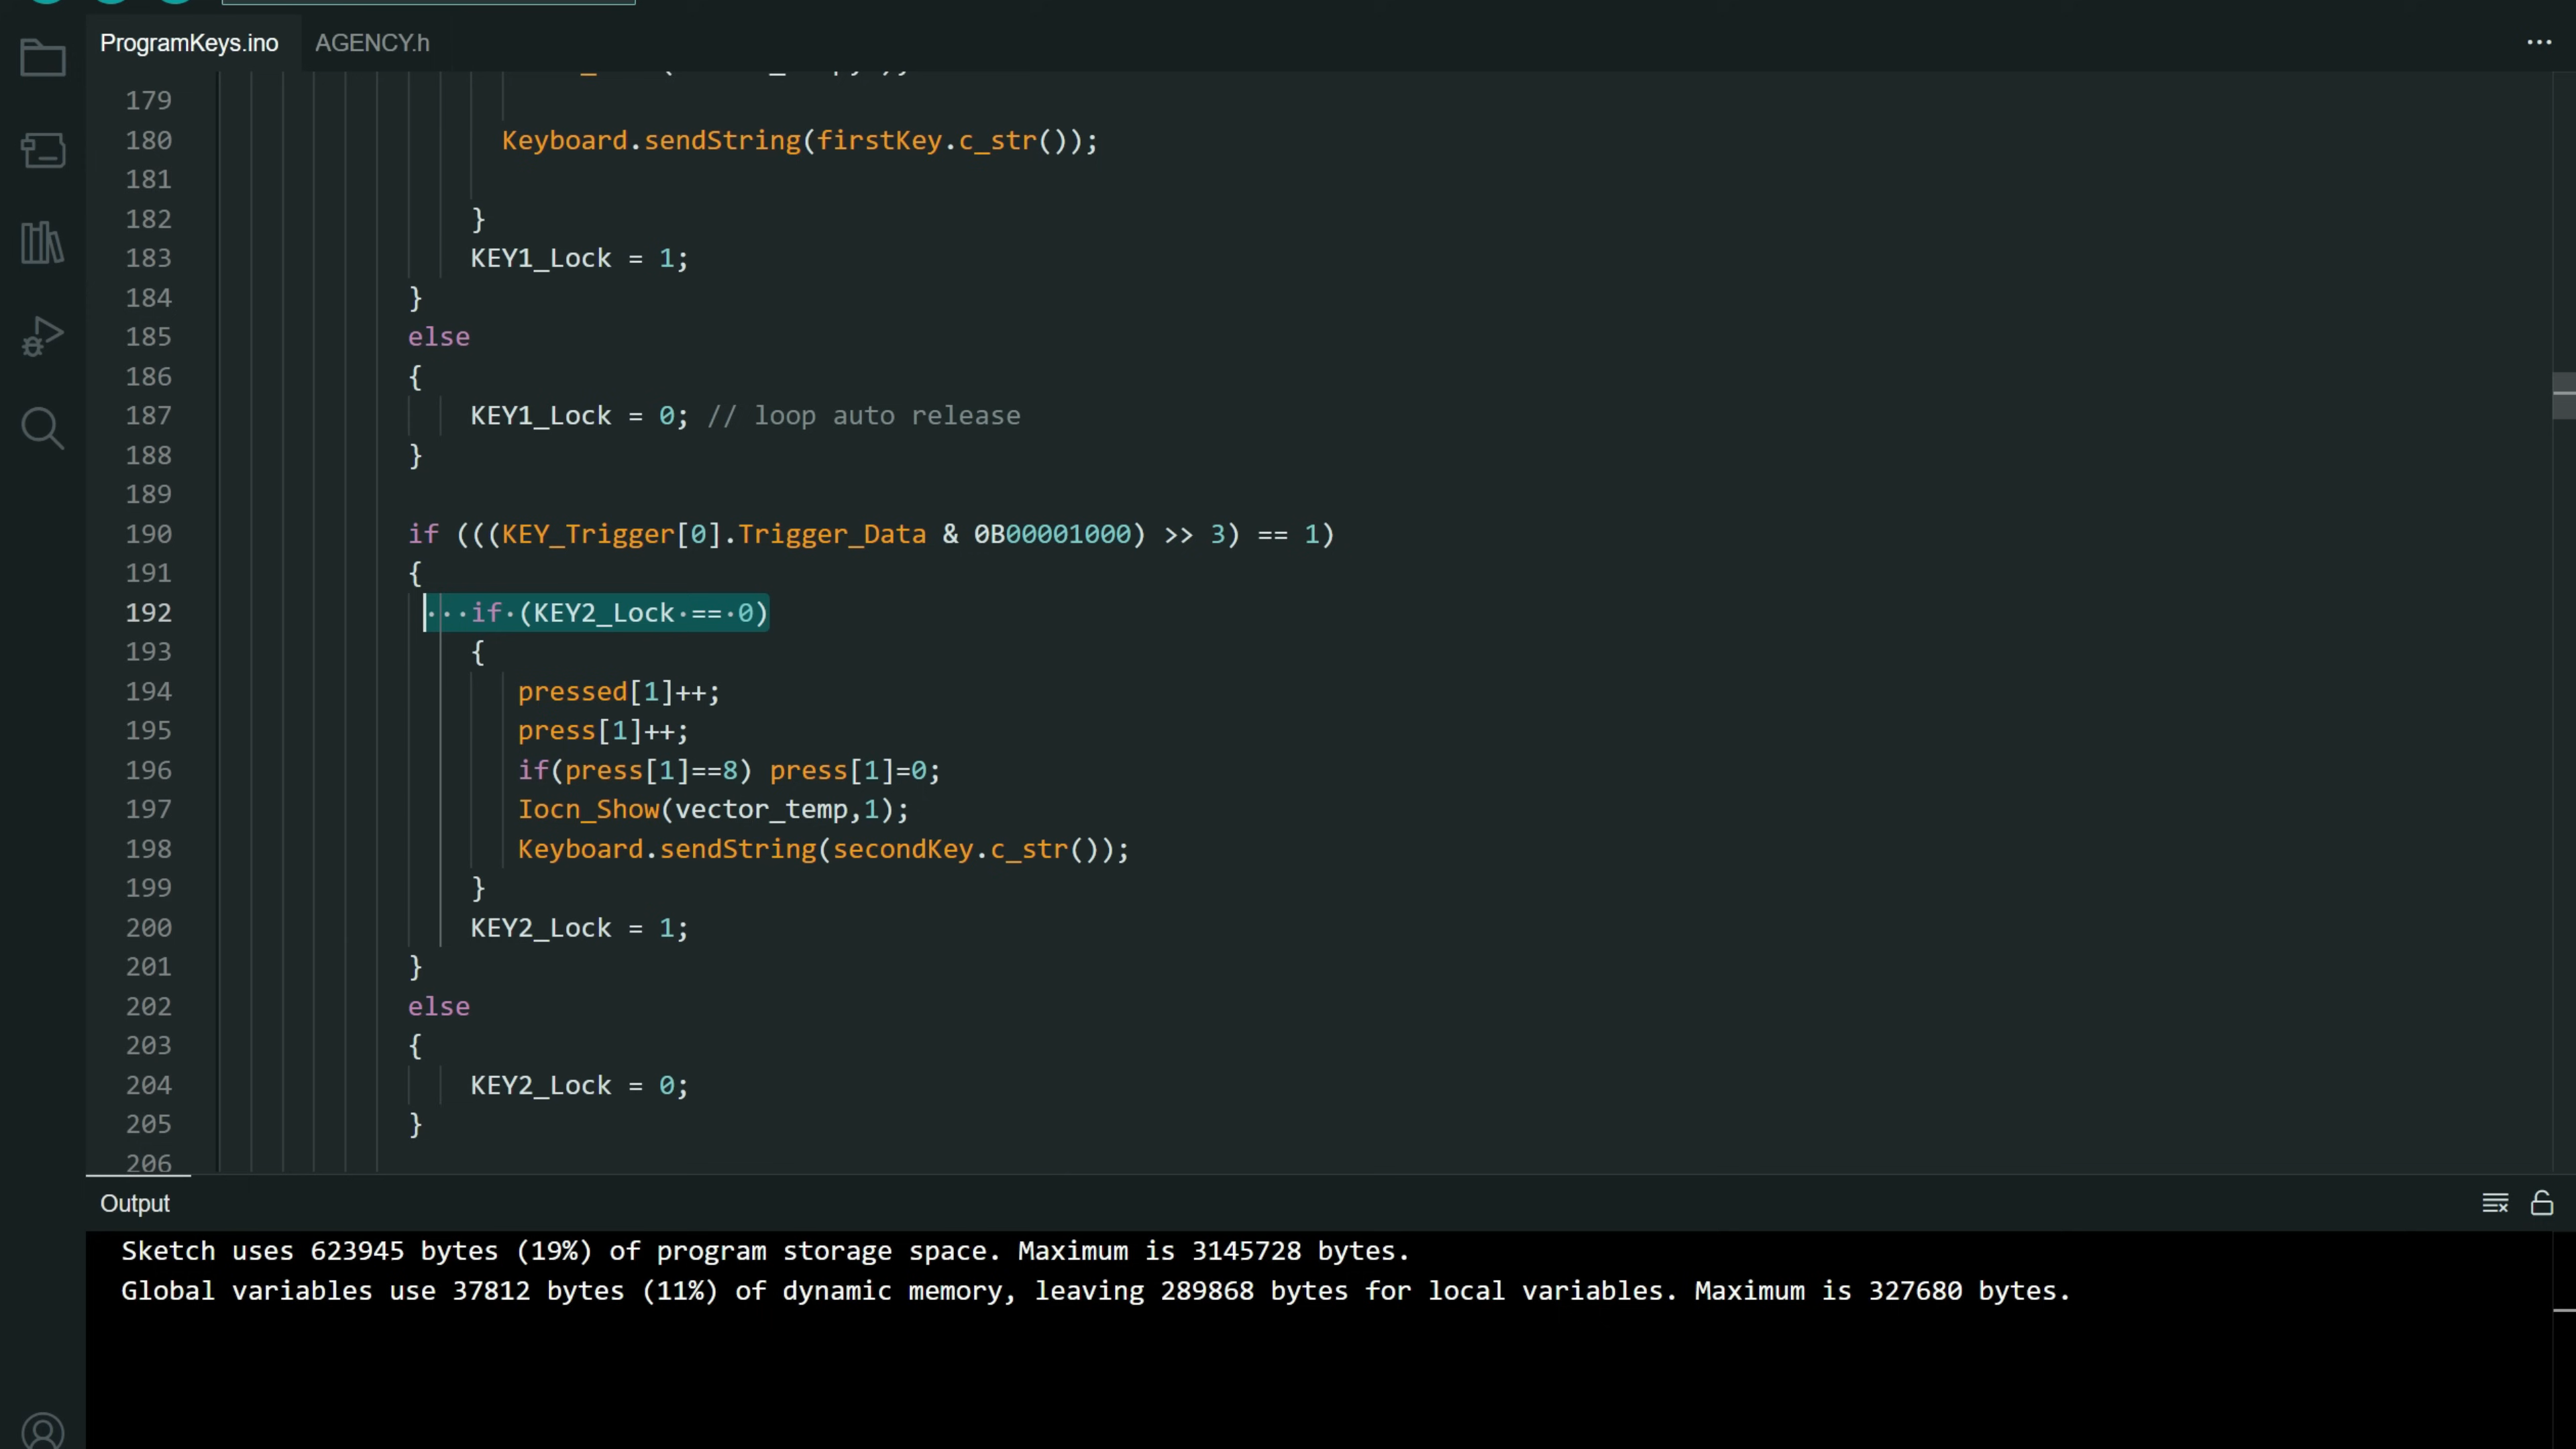 ProgramKeys.ino
AGENCY.h
179
180 Keyboard.sendString(firstKey.c_str());
181
182 }
183 KEY1_Lock = 1;
184 }
185 else
186 {
187 KEY1_Lock = 0; // loop auto release
188 }
189
190 if (((KEY_Trigger[0].Trigger_Data & 0B00001000) >> 3) == 1)
191 {
192 ···if·(KEY2_Lock·==·0)
193 {
194 pressed[1]++;
195 press[1]++;
196 if(press[1]==8) press[1]=0;
197 Iocn_Show(vector_temp,1);
198 Keyboard.sendString(secondKey.c_str());
199 }
200 KEY2_Lock = 1;
201 }
202 else
203 {
204 KEY2_Lock = 0;
205 }
206
Output
Sketch uses 623945 bytes (19%) of program storage space. Maximum is 3145728 bytes.
Global variables use 37812 bytes (11%) of dynamic memory, leaving 289868 bytes for local variables. Maximum is 327680 bytes.